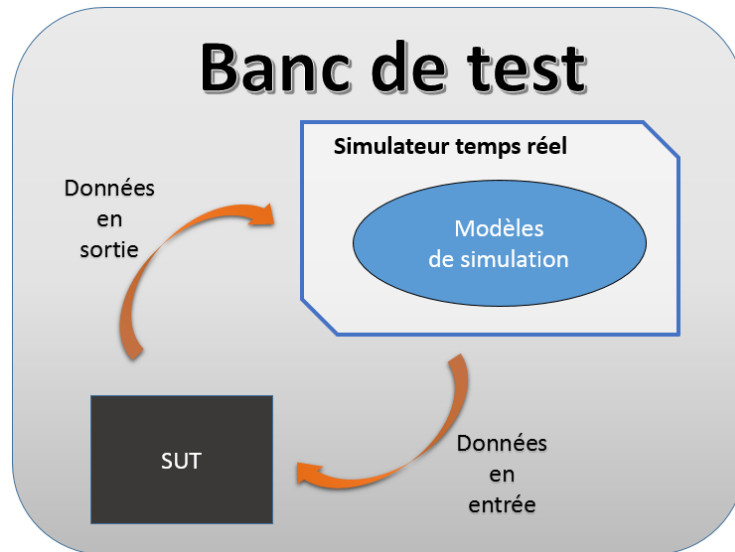 Banc de test
Simulateur temps réel
Données
en
sortie
Modèles
de simulation
SUT
Données
en
entrée